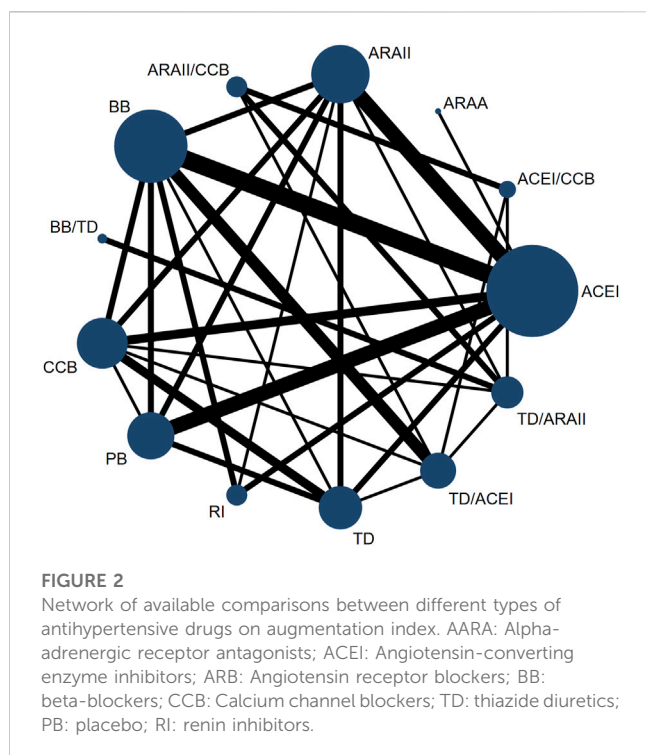 ARAII
ARAII/CCB
ARAA
BB
ACEI/CCB
BB/TD
ACEI
CCB
TD/ARAII
PB
TD/ACEI
RI
TD
FIGURE 2
Network of available comparisons between different types of
antihypertensive drugs on augmentation index. AARA: Alpha-
adrenergic receptor antagonists; ACEI: Angiotensin-converting
enzyme inhibitors; ARB: Angiotensin receptor blockers; BB:
beta-blockers; CCB: Calcium channel blockers; TD: thiazide diuretics;
PB: placebo; RI: renin inhibitors.